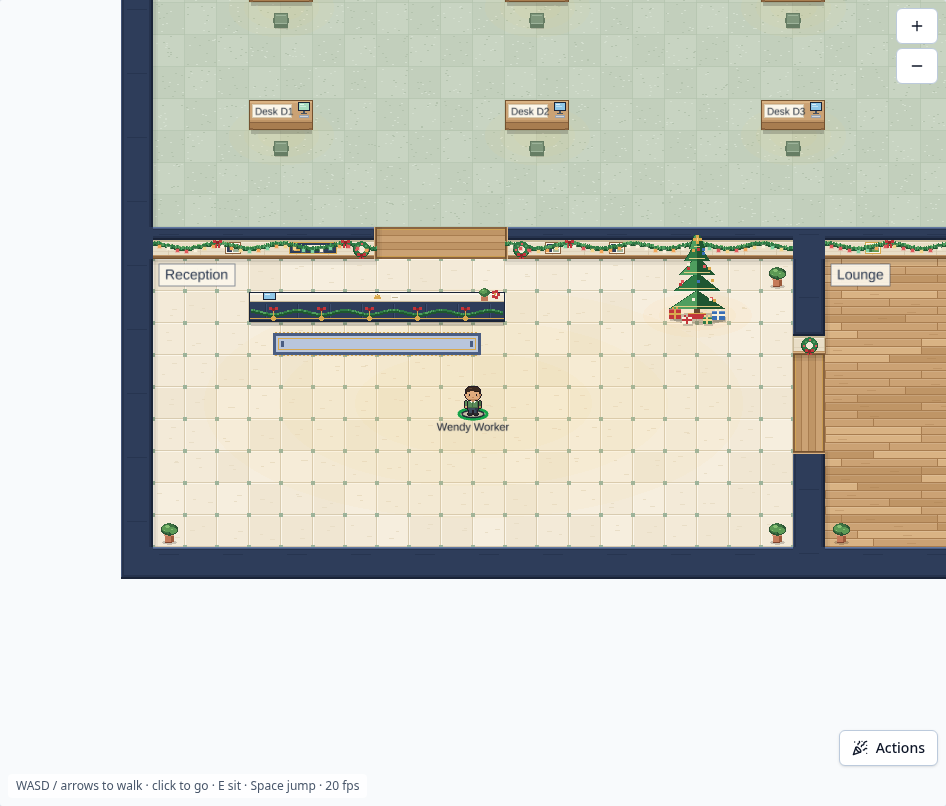 Desk D1
Desk D2
Desk D3
Reception
Lounge
Wendy Worker
Actions
WASD / arrows to walk · click to go · E sit · Space jump · 20 fps